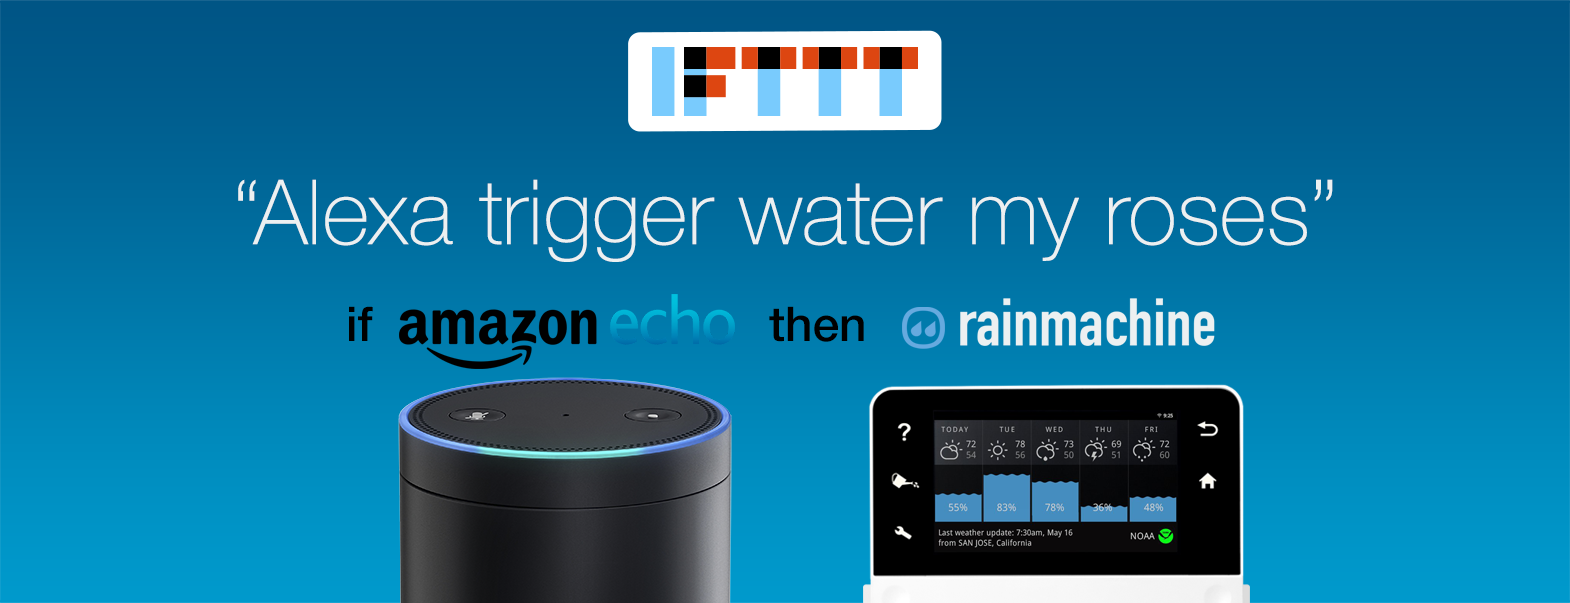 IFTTT
“Alexa trigger water my roses”
if amazon echo then rainmachine
9:25
TODAY TUE WED THU FRI
72 78 73 69 72
54 56 50 51 60
55% 83% 78% 36% 48%
Last weather update: 7:30am, May 16
from SAN JOSE, California
NOAA
?